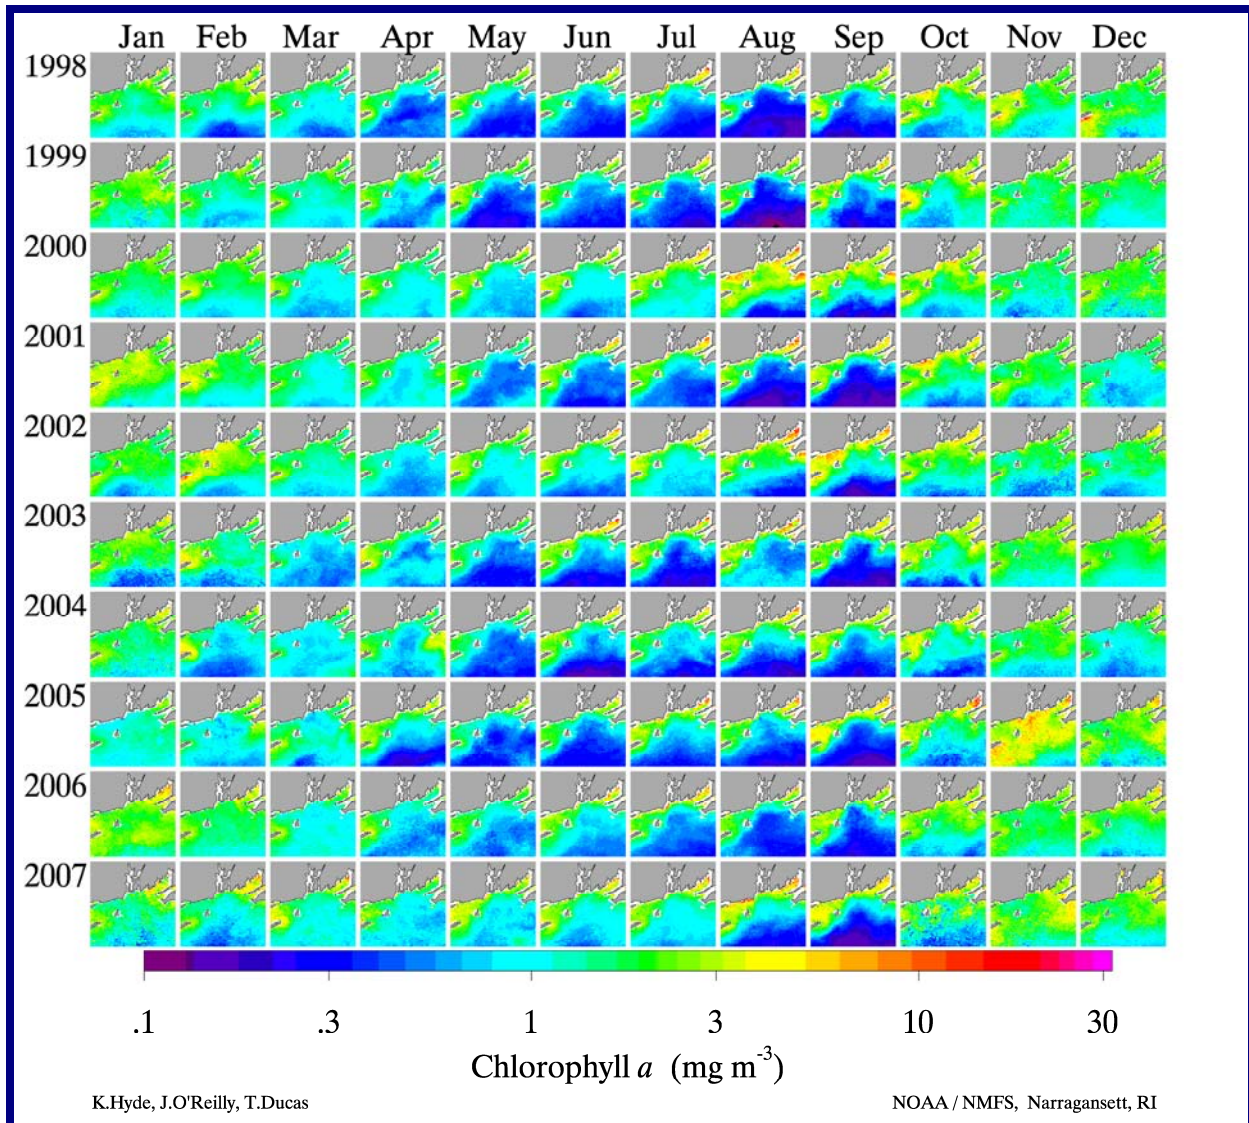 Jan Feb Mar Apr May Jun Jul Aug Sep Oct Nov Dec
1998
1999
2000
2001
2002
2003
2004
2005
2006
2007
.1 .3 1 3 10 30
Chlorophyll a (mg m-3)
K.Hyde, J.O'Reilly, T.Ducas NOAA / NMFS, Narragansett, RI